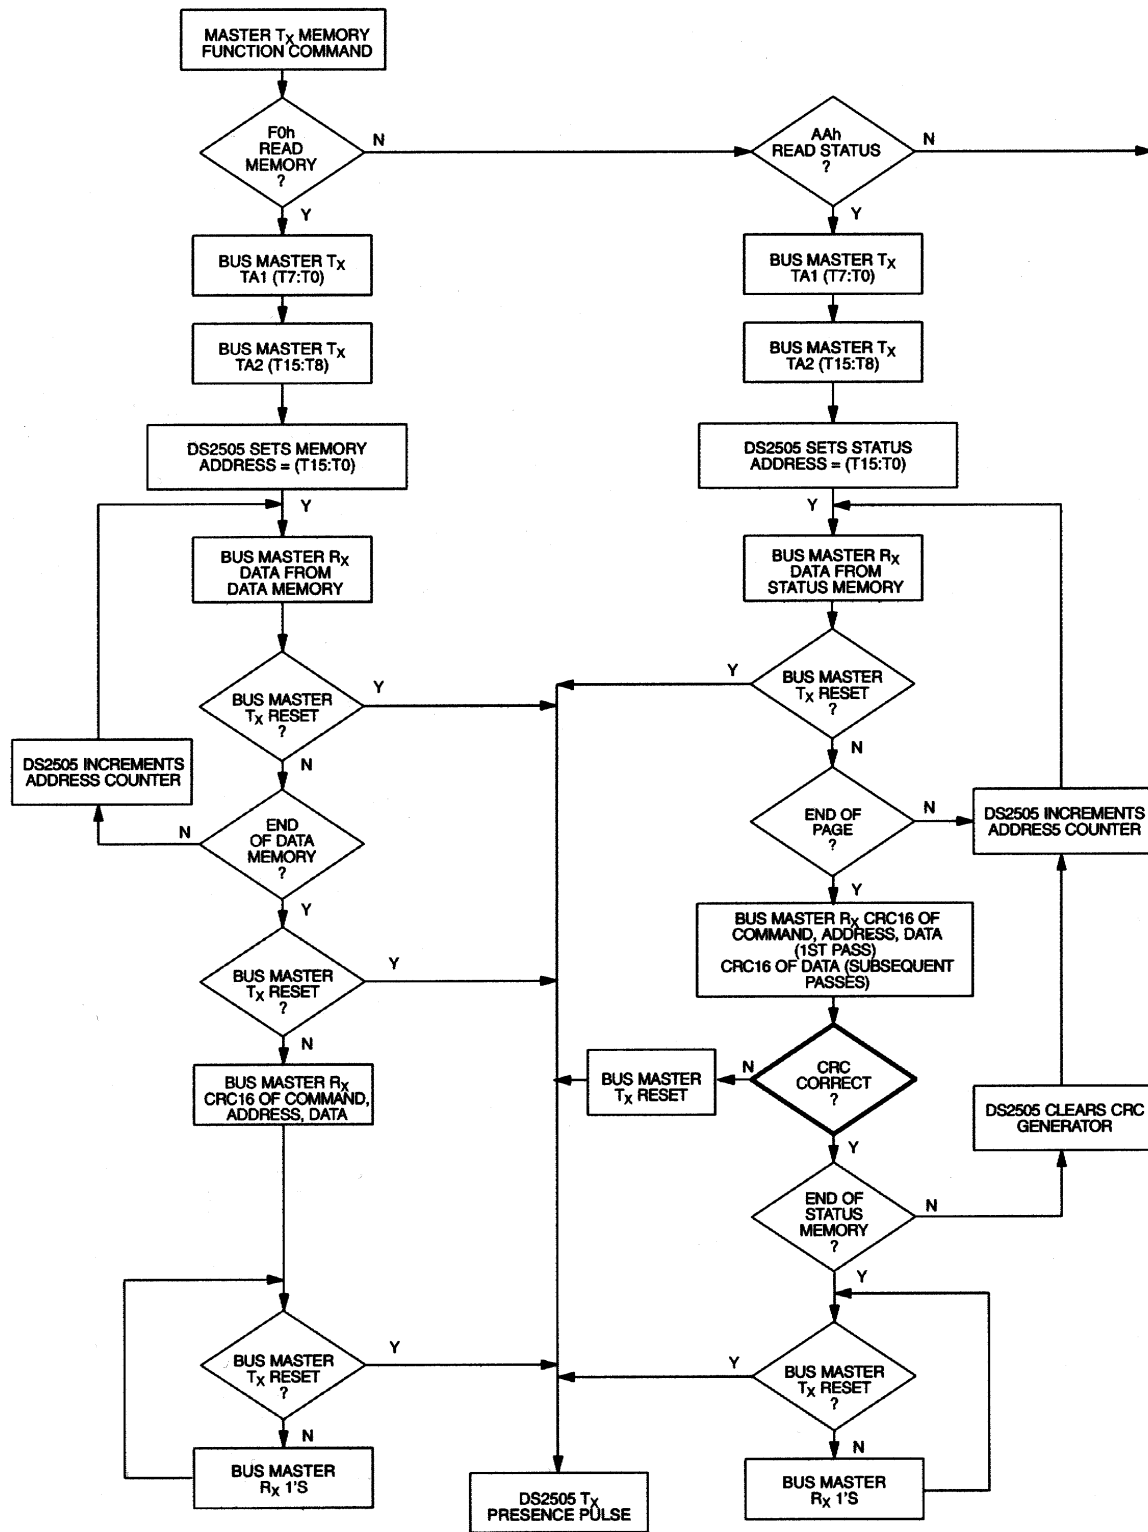 MASTER TX MEMORY
FUNCTION COMMAND
F0h
READ
MEMORY
?
N
Y
BUS MASTER TX
TA1 (T7:T0)
BUS MASTER TX
TA2 (T15:T8)
DS2505 SETS MEMORY
ADDRESS = (T15:T0)
Y
BUS MASTER RX
DATA FROM
DATA MEMORY
BUS MASTER
TX RESET
?
Y
N
DS2505 INCREMENTS
ADDRESS COUNTER
END
OF DATA
MEMORY
?
N
Y
BUS MASTER
TX RESET
?
Y
N
BUS MASTER RX
CRC16 OF COMMAND,
ADDRESS, DATA
BUS MASTER
TX RESET
?
Y
N
BUS MASTER
RX 1'S
AAh
READ STATUS
?
N
Y
BUS MASTER TX
TA1 (T7:T0)
BUS MASTER TX
TA2 (T15:T8)
DS2505 SETS STATUS
ADDRESS = (T15:T0)
Y
BUS MASTER RX
DATA FROM
STATUS MEMORY
BUS MASTER
TX RESET
?
Y
N
END OF
PAGE
?
N
DS2505 INCREMENTS
ADDRES5 COUNTER
Y
BUS MASTER RX CRC16 OF
COMMAND, ADDRESS, DATA
(1ST PASS)
CRC16 OF DATA (SUBSEQUENT
PASSES)
CRC
CORRECT
?
N
BUS MASTER
TX RESET
Y
DS2505 CLEARS CRC
GENERATOR
END OF
STATUS
MEMORY
?
N
Y
BUS MASTER
TX RESET
?
Y
N
BUS MASTER
RX 1'S
DS2505 TX
PRESENCE PULSE